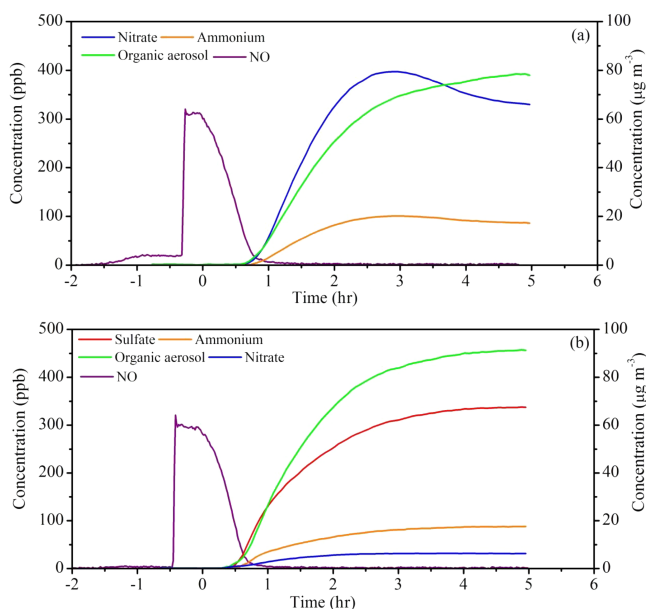 500
400
300
200
100
0
Concentration (ppb)
Nitrate Ammonium
Organic aerosol NO
(a)
100
80
60
40
20
0
Concentration (μg m⁻³)
-2 -1 0 1 2 3 4 5 6
Time (hr)
500
400
300
200
100
0
Concentration (ppb)
Sulfate Ammonium
Organic aerosol Nitrate
NO
(b)
100
80
60
40
20
0
Concentration (μg m⁻³)
-2 -1 0 1 2 3 4 5 6
Time (hr)